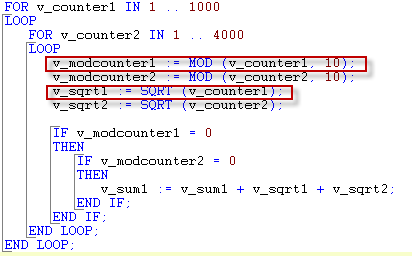 FOR v_counter1 IN 1 .. 1000
LOOP
FOR v_counter2 IN 1 .. 4000
LOOP
v_modcounter1 := MOD (v_counter1, 10);
v_modcounter2 := MOD (v_counter2, 10);
v_sqrt1 := SQRT (v_counter1);
v_sqrt2 := SQRT (v_counter2);
IF v_modcounter1 = 0
THEN
IF v_modcounter2 = 0
THEN
v_sum1 := v_sum1 + v_sqrt1 + v_sqrt2;
END IF;
END IF;
END LOOP;
END LOOP;